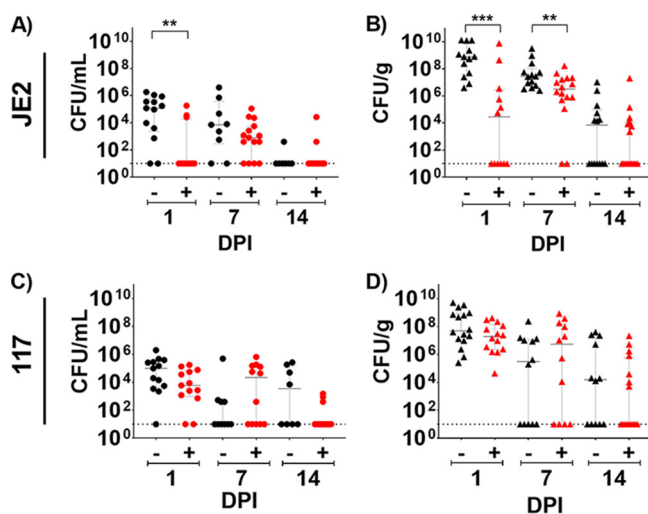 A)
B)
JE2
**
***
**
CFU/mL
10^10
10^8
10^6
10^4
10^2
10^0
- + - + - +
1 7 14
DPI
CFU/g
10^10
10^8
10^6
10^4
10^2
10^0
- + - + - +
1 7 14
DPI
C)
D)
117
CFU/mL
10^10
10^8
10^6
10^4
10^2
10^0
- + - + - +
1 7 14
DPI
CFU/g
10^10
10^8
10^6
10^4
10^2
10^0
- + - + - +
1 7 14
DPI